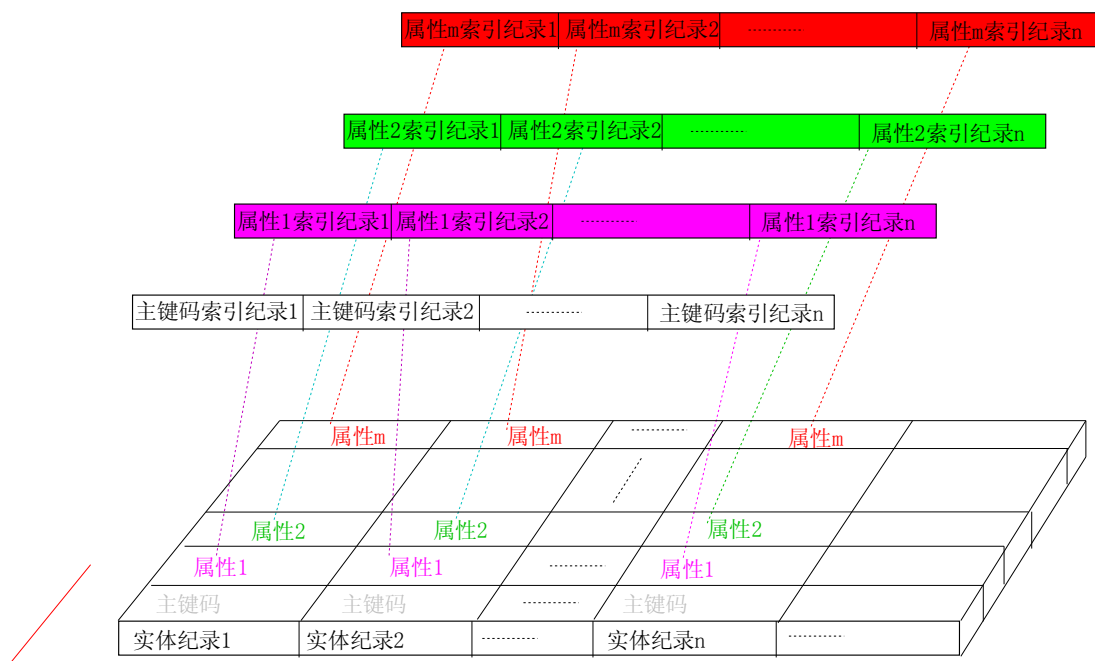 属性m索引纪录1 属性m索引纪录2 ………… 属性m索引纪录n
属性2索引纪录1 属性2索引纪录2 ………… 属性2索引纪录n
属性1索引纪录1 属性1索引纪录2 ………… 属性1索引纪录n
主键码索引纪录1 主键码索引纪录2 ………… 主键码索引纪录n
属性m 属性m ………… 属性m
属性2 属性2 属性2
属性1 属性1 ………… 属性1
主键码 主键码 ………… 主键码
实体纪录1 实体纪录2 ………… 实体纪录n …………